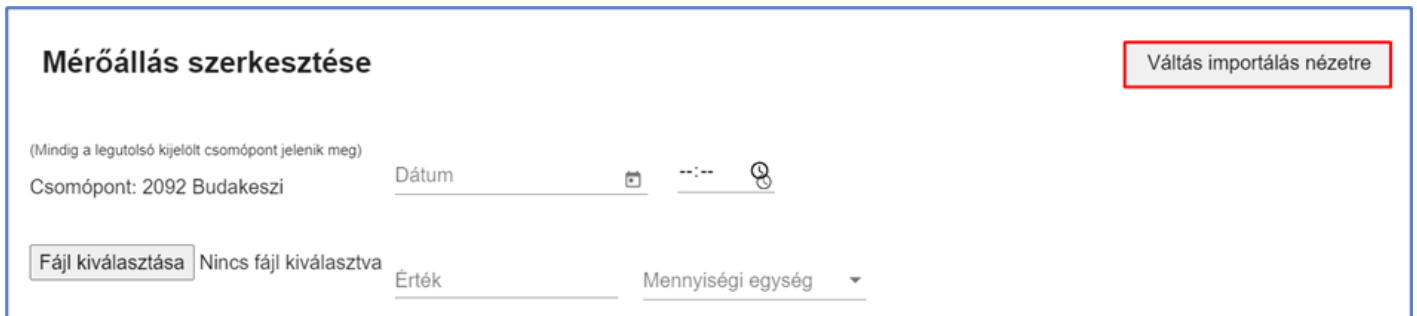 Mérőállás szerkesztése
Váltás importálás nézetre
(Mindig a legutolsó kijelölt csomópont jelenik meg)
Csomópont: 2092 Budakeszi
Dátum
--:--
Fájl kiválasztása Nincs fájl kiválasztva
Érték
Mennyiségi egység